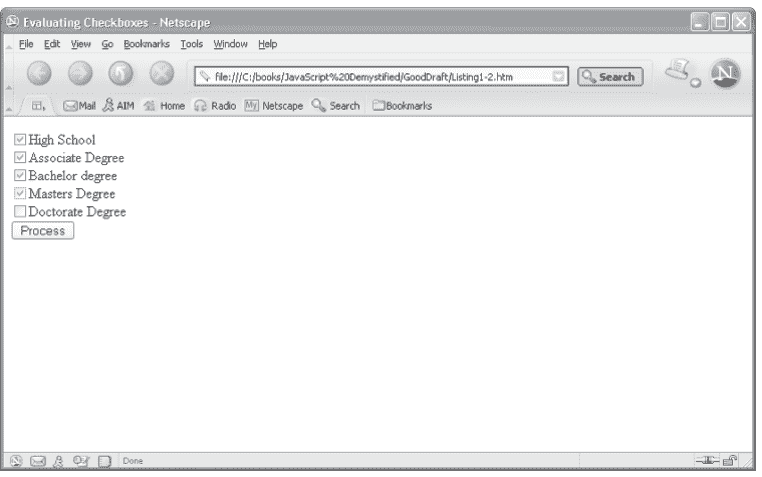 Evaluating Checkboxes - Netscape
File Edit View Go Bookmarks Tools Window Help
file:///C:/books/JavaScript%20Demystified/GoodDraft/Listing1-2.htm Search N
Mail AIM Home Radio My Netscape Search Bookmarks
High School
Associate Degree
Bachelor degree
Masters Degree
Doctorate Degree
Process
Done